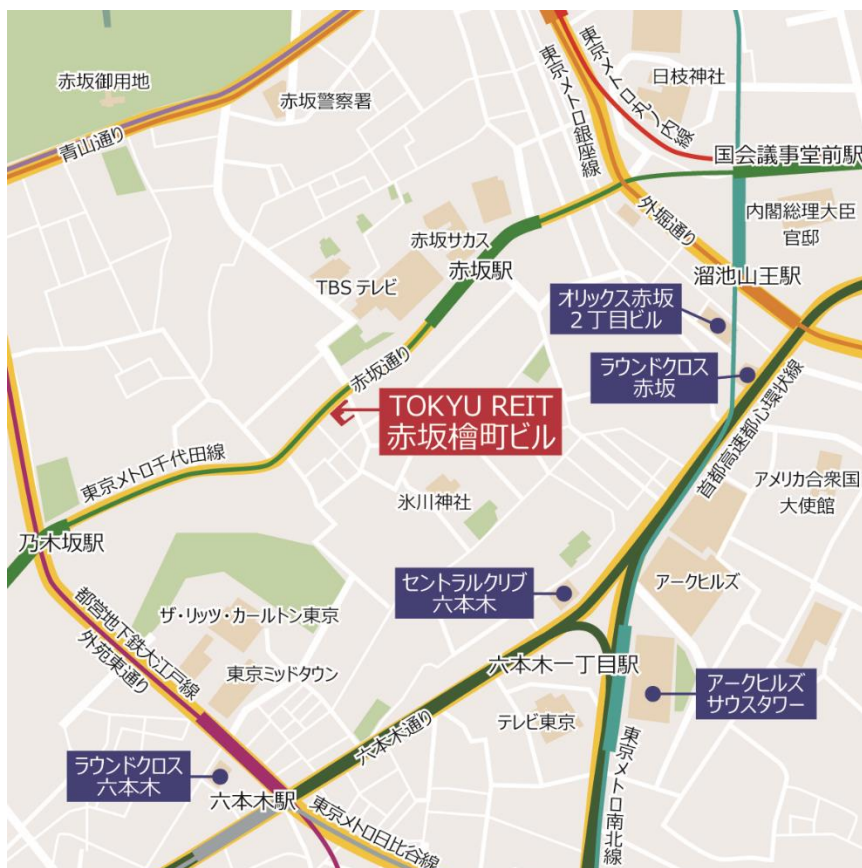 赤坂御用地
赤坂警察署
青山通り
東京メトロ銀座線
東京メトロ丸ノ内線
日枝神社
国会議事堂前駅
外堀通り
内閣総理大臣
官邸
赤坂サカス
赤坂駅
TBS テレビ
溜池山王駅
オリックス赤坂
2丁目ビル
ラウンドクロス
赤坂
赤坂通り
TOKYU REIT
赤坂檜町ビル
首都高速都心環状線
東京メトロ千代田線
氷川神社
アメリカ合衆国
大使館
乃木坂駅
セントラルクリブ
六本木
アークヒルズ
ザ・リッツ・カールトン東京
都営地下鉄大江戸線
外苑東通り
東京ミッドタウン
六本木一丁目駅
アークヒルズ
サウスタワー
テレビ東京
六本木通り
ラウンドクロス
六本木
六本木駅
東京メトロ日比谷線
東京メトロ南北線